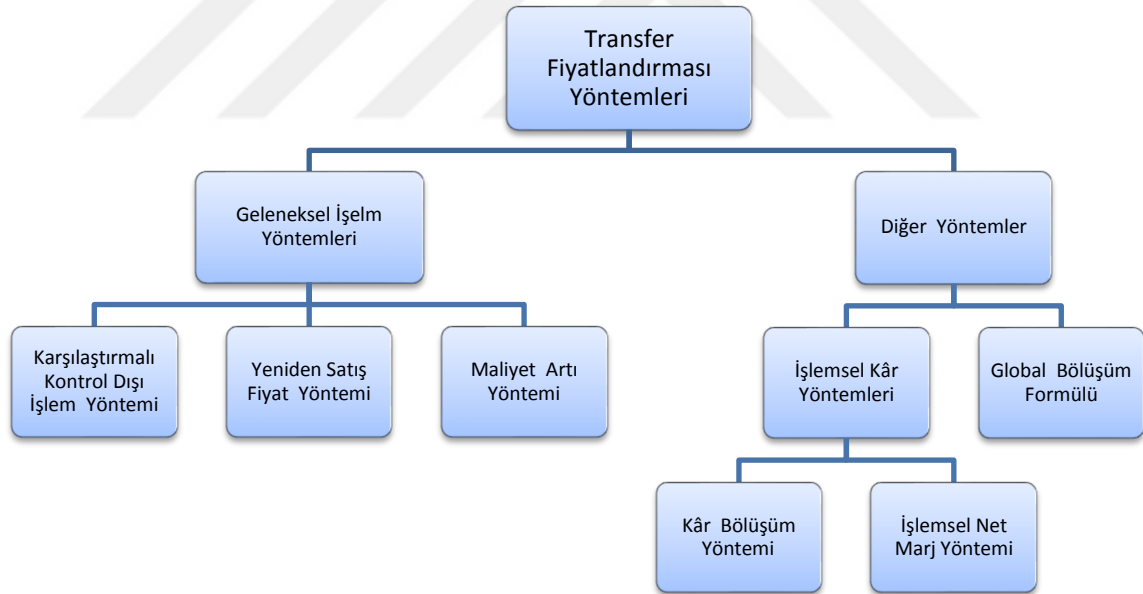 Transfer
Fiyatlandırması
Yöntemleri
Geleneksel İşelm
Yöntemleri
Diğer Yöntemler
Karşılaştırmalı
Kontrol Dışı
İşlem Yöntemi
Yeniden Satış
Fiyat Yöntemi
Maliyet Artı
Yöntemi
İşlemsel Kâr
Yöntemleri
Global Bölüşüm
Formülü
Kâr Bölüşüm
Yöntemi
İşlemsel Net
Marj Yöntemi